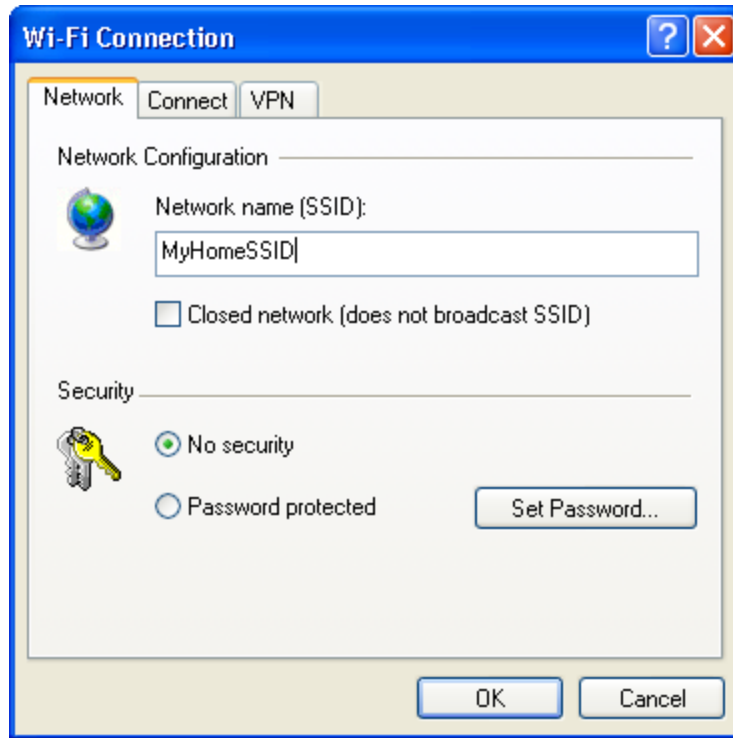 Wi-Fi Connection
?
Network Connect VPN
Network Configuration
Network name (SSID):
MyHomeSSID
Closed network (does not broadcast SSID)
Security
No security
Password protected Set Password...
OK Cancel